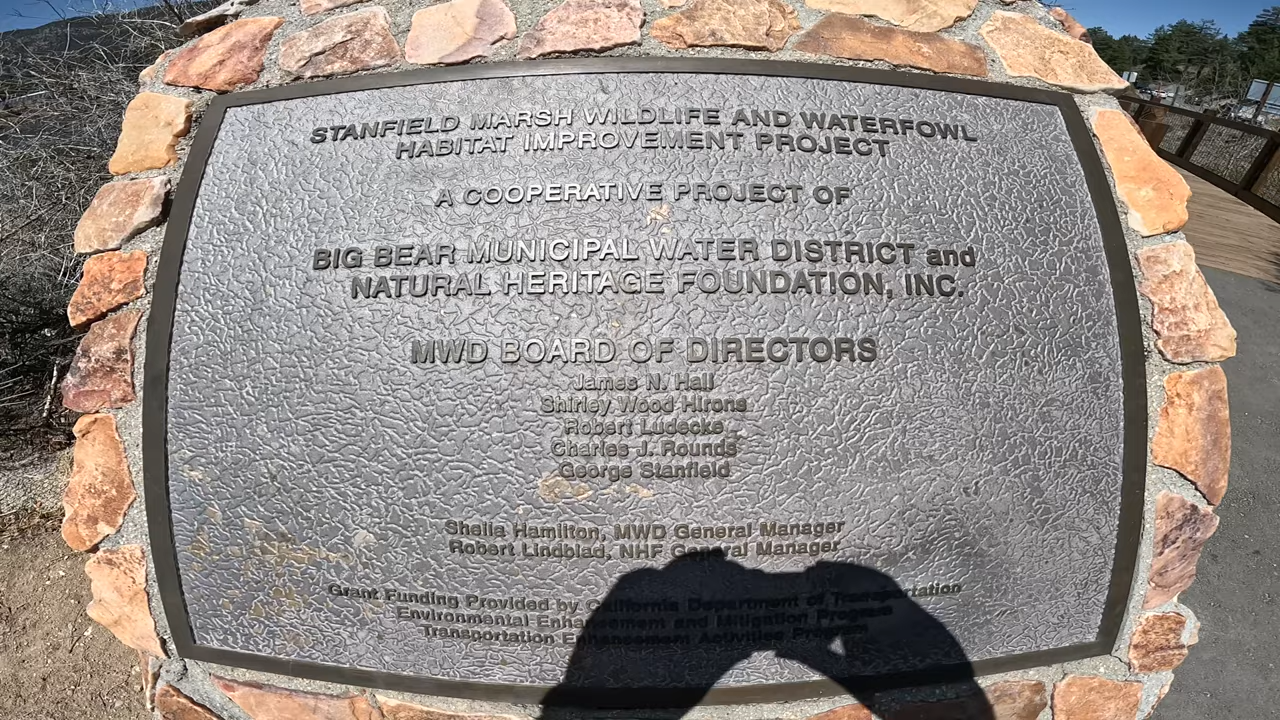 STANFIELD MARSH WILDLIFE AND WATERFOWL
HABITAT IMPROVEMENT PROJECT
A COOPERATIVE PROJECT OF
BIG BEAR MUNICIPAL WATER DISTRICT and
NATURAL HERITAGE FOUNDATION, INC.
MWD BOARD OF DIRECTORS
James N. Hall
Shirley Wood Hirons
Robert Ludecke
Charles J. Rounds
George Stanfield
Sheila Hamilton, MWD General Manager
Robert Lindblad, NHF General Manager
Grant Funding Provided by California Department of Transportation
Environmental Enhancement and Mitigation Program
Transportation Enhancement Activities Program